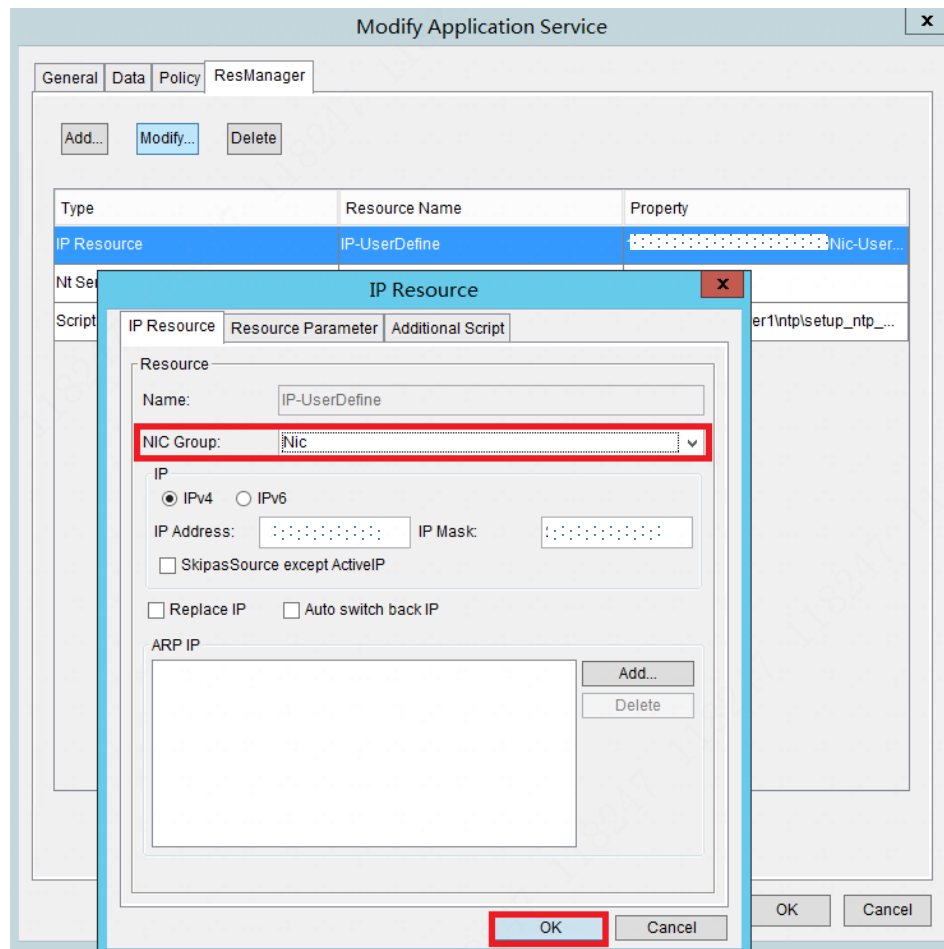 Modify Application Service
x
General Data Policy ResManager
Add... Modify... Delete
Type Resource Name Property
IP Resource IP-UserDefine Nic-User...
Nt Ser
Script er1\ntp\setup_ntp_...
IP Resource
x
IP Resource Resource Parameter Additional Script
Resource
Name: IP-UserDefine
NIC Group: Nic
IP
IPv4 IPv6
IP Address: IP Mask:
SkipasSource except ActiveIP
Replace IP Auto switch back IP
ARP IP
Add...
Delete
OK Cancel
OK Cancel